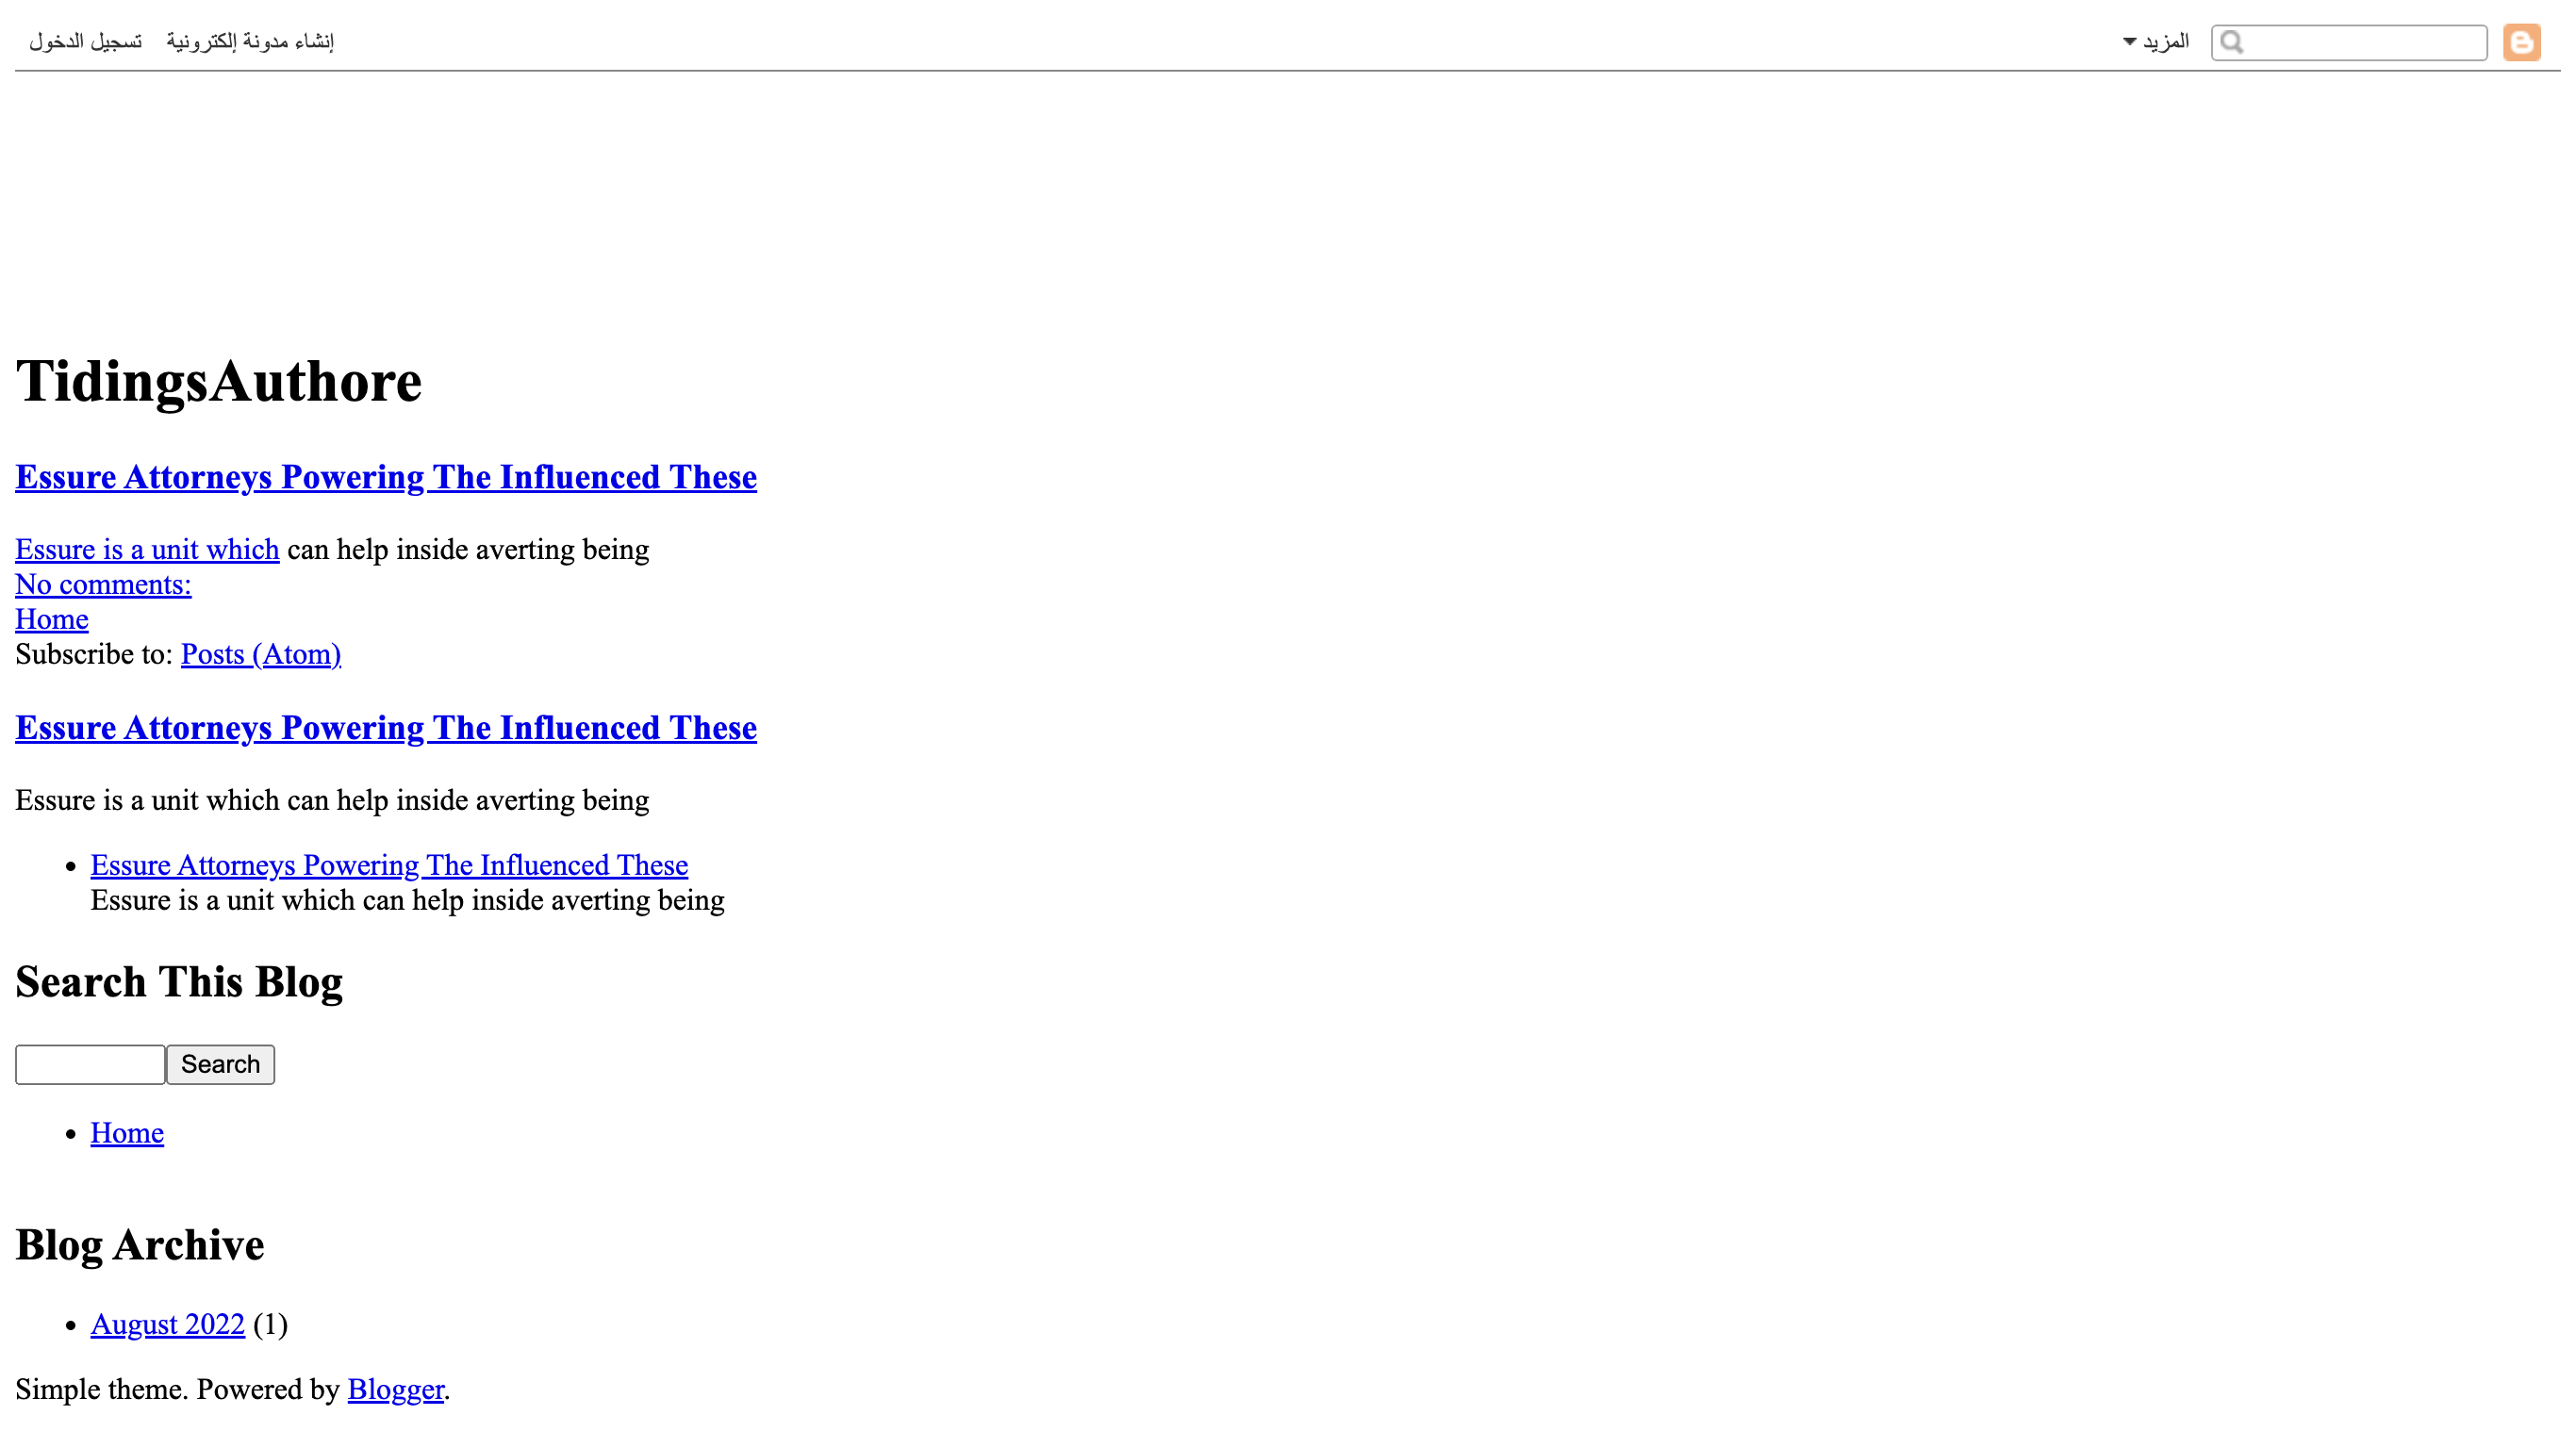 تسجيل الدخول إنشاء مدونة إلكترونية المزيد
TidingsAuthore
Essure Attorneys Powering The Influenced These
Essure is a unit which can help inside averting being
No comments:
Home
Subscribe to: Posts (Atom)
Essure Attorneys Powering The Influenced These
Essure is a unit which can help inside averting being
Essure Attorneys Powering The Influenced These
Essure is a unit which can help inside averting being
Search This Blog
Search
Home
Blog Archive
August 2022 (1)
Simple theme. Powered by Blogger.